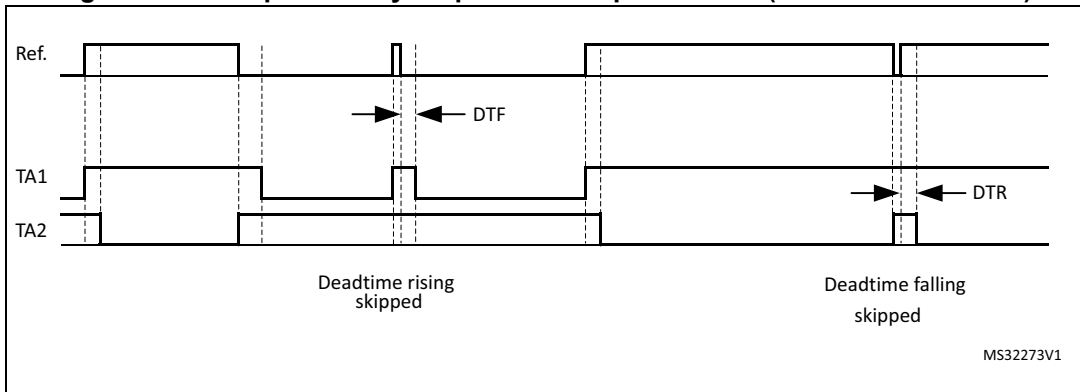 Ref.
DTF
TA1
DTR
TA2
Deadtime rising
skipped
Deadtime falling
skipped
MS32273V1